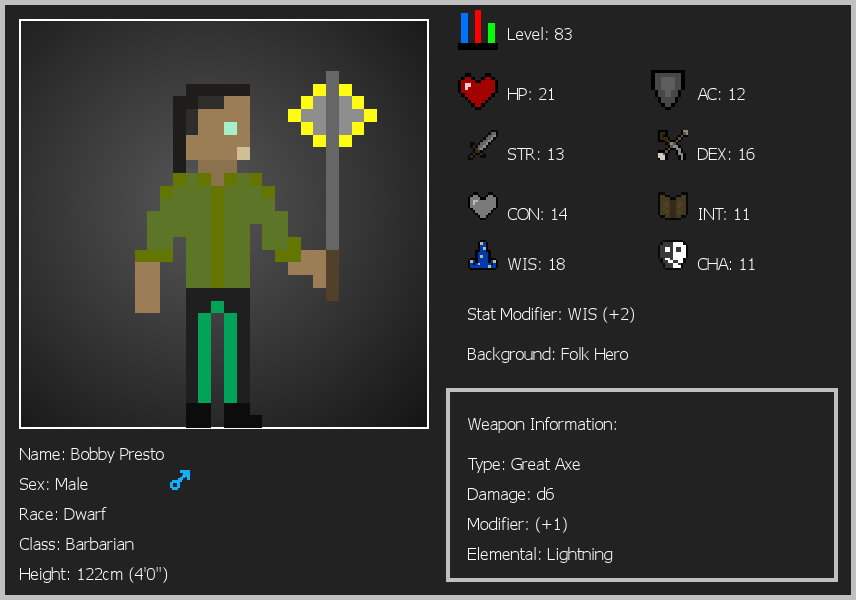 Level: 83
HP: 21
AC: 12
STR: 13
DEX: 16
CON: 14
INT: 11
WIS: 18
CHA: 11
Stat Modifier: WIS (+2)
Background: Folk Hero
Weapon Information:
Type: Great Axe
Damage: d6
Modifier: (+1)
Elemental: Lightning
Name: Bobby Presto
Sex: Male
Race: Dwarf
Class: Barbarian
Height: 122cm (4'0")